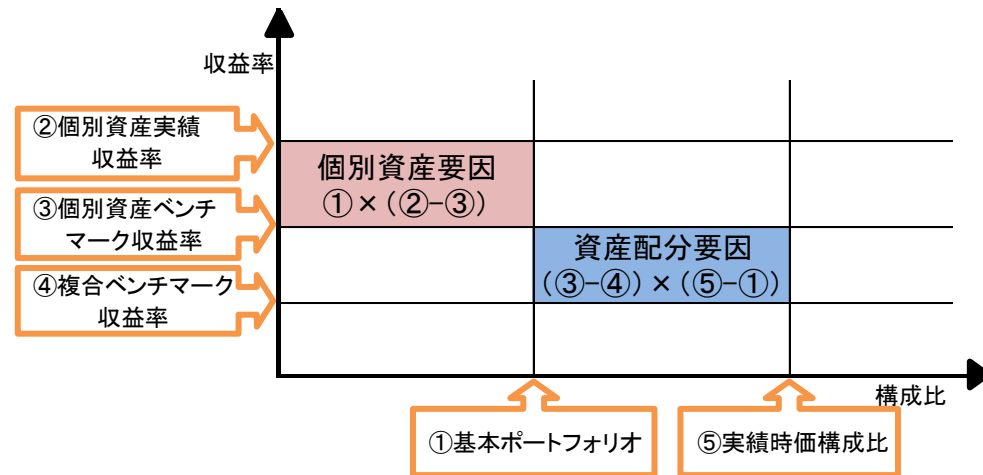 収益率
②個別資産実績
収益率
個別資産要因
①×(②-③)
③個別資産ベンチ
マーク収益率
資産配分要因
(③-④)×(⑤-①)
④複合ベンチマーク
収益率
構成比
①基本ポートフォリオ
⑤実績時価構成比